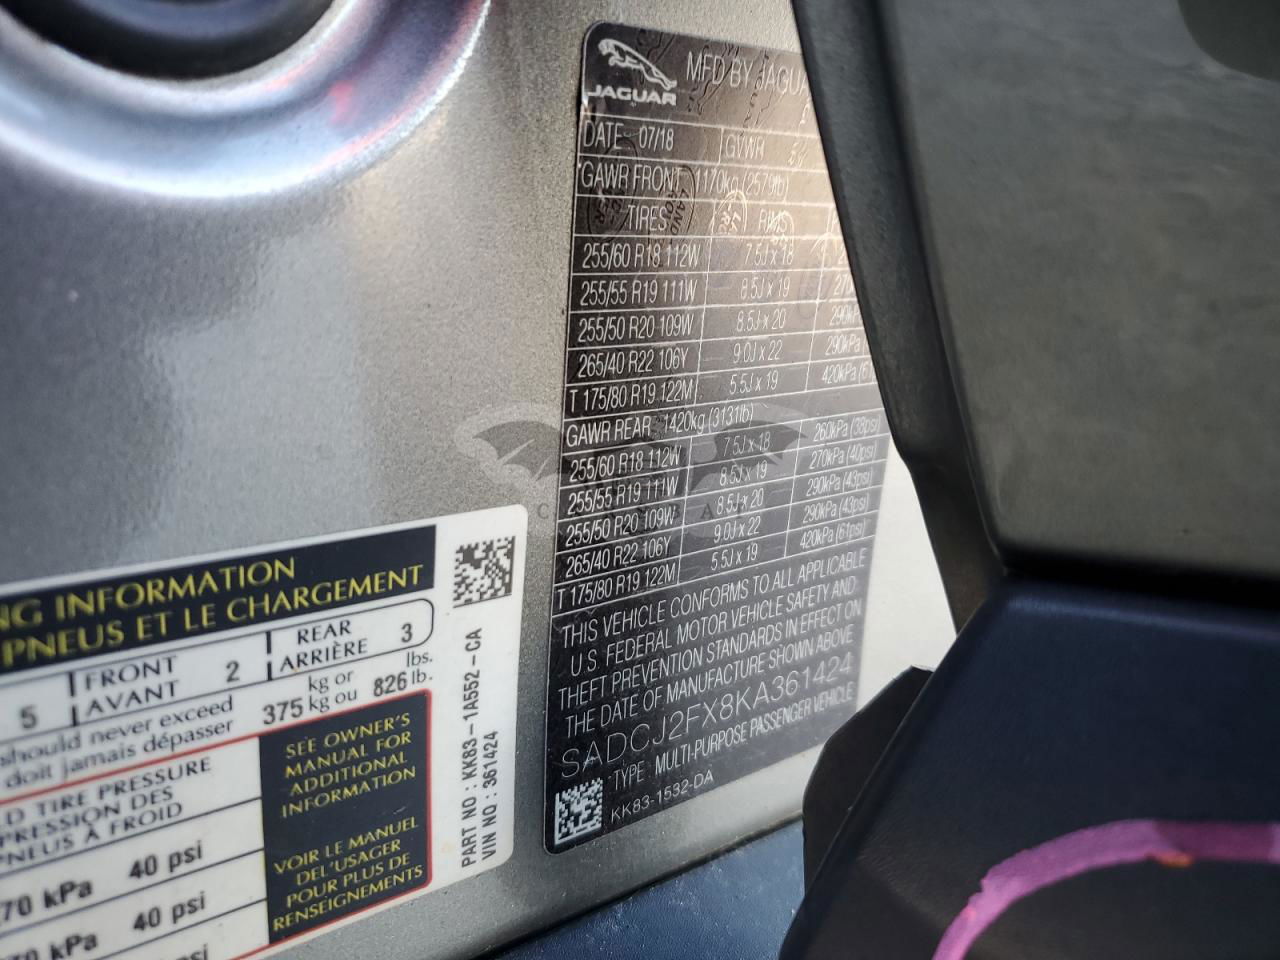 JAGUAR
MFD BY JAGUA
DATE 07/18 GVWR
GAWR FRONT 1170kg (2579lb)
TIRES RIMS
255/60 R18 112W 7.5J x 18
255/55 R19 111W 8.5J x 19
255/50 R20 109W 8.5J x 20 290kP
265/40 R22 106Y 9.0J x 22 290kPa
T 175/80 R19 122M 5.5J x 19 420kPa (61
GAWR REAR 1420kg (3131lb)
255/60 R18 112W 7.5J x 18 260kPa (38psi)
255/55 R19 111W 8.5J x 19 270kPa (40psi)
255/50 R20 109W 8.5J x 20 290kPa (43psi)
265/40 R22 106Y 9.0J x 22 290kPa (43psi)
T 175/80 R19 122M 5.5J x 19 420kPa (61psi)
THIS VEHICLE CONFORMS TO ALL APPLICABLE
U.S. FEDERAL MOTOR VEHICLE SAFETY AND
THEFT PREVENTION STANDARDS IN EFFECT ON
THE DATE OF MANUFACTURE SHOWN ABOVE
SADCJ2FX8KA361424
TYPE: MULTI-PURPOSE PASSENGER VEHICLE
KK83-1532-DA
NG INFORMATION
PNEUS ET LE CHARGEMENT
5 FRONT AVANT 2 REAR ARRIÈRE 3
should never exceed
doit jamais dépasser
375 kg or kg ou 826 lbs. lb.
D TIRE PRESSURE
PRESSION DES
PNEUS À FROID
70 kPa 40 psi
70 kPa 40 psi
psi
SEE OWNER'S
MANUAL FOR
ADDITIONAL
INFORMATION
VOIR LE MANUEL
DE L'USAGER
POUR PLUS DE
RENSEIGNEMENTS
PART NO : KK83-1A552-CA
VIN NO : 361424